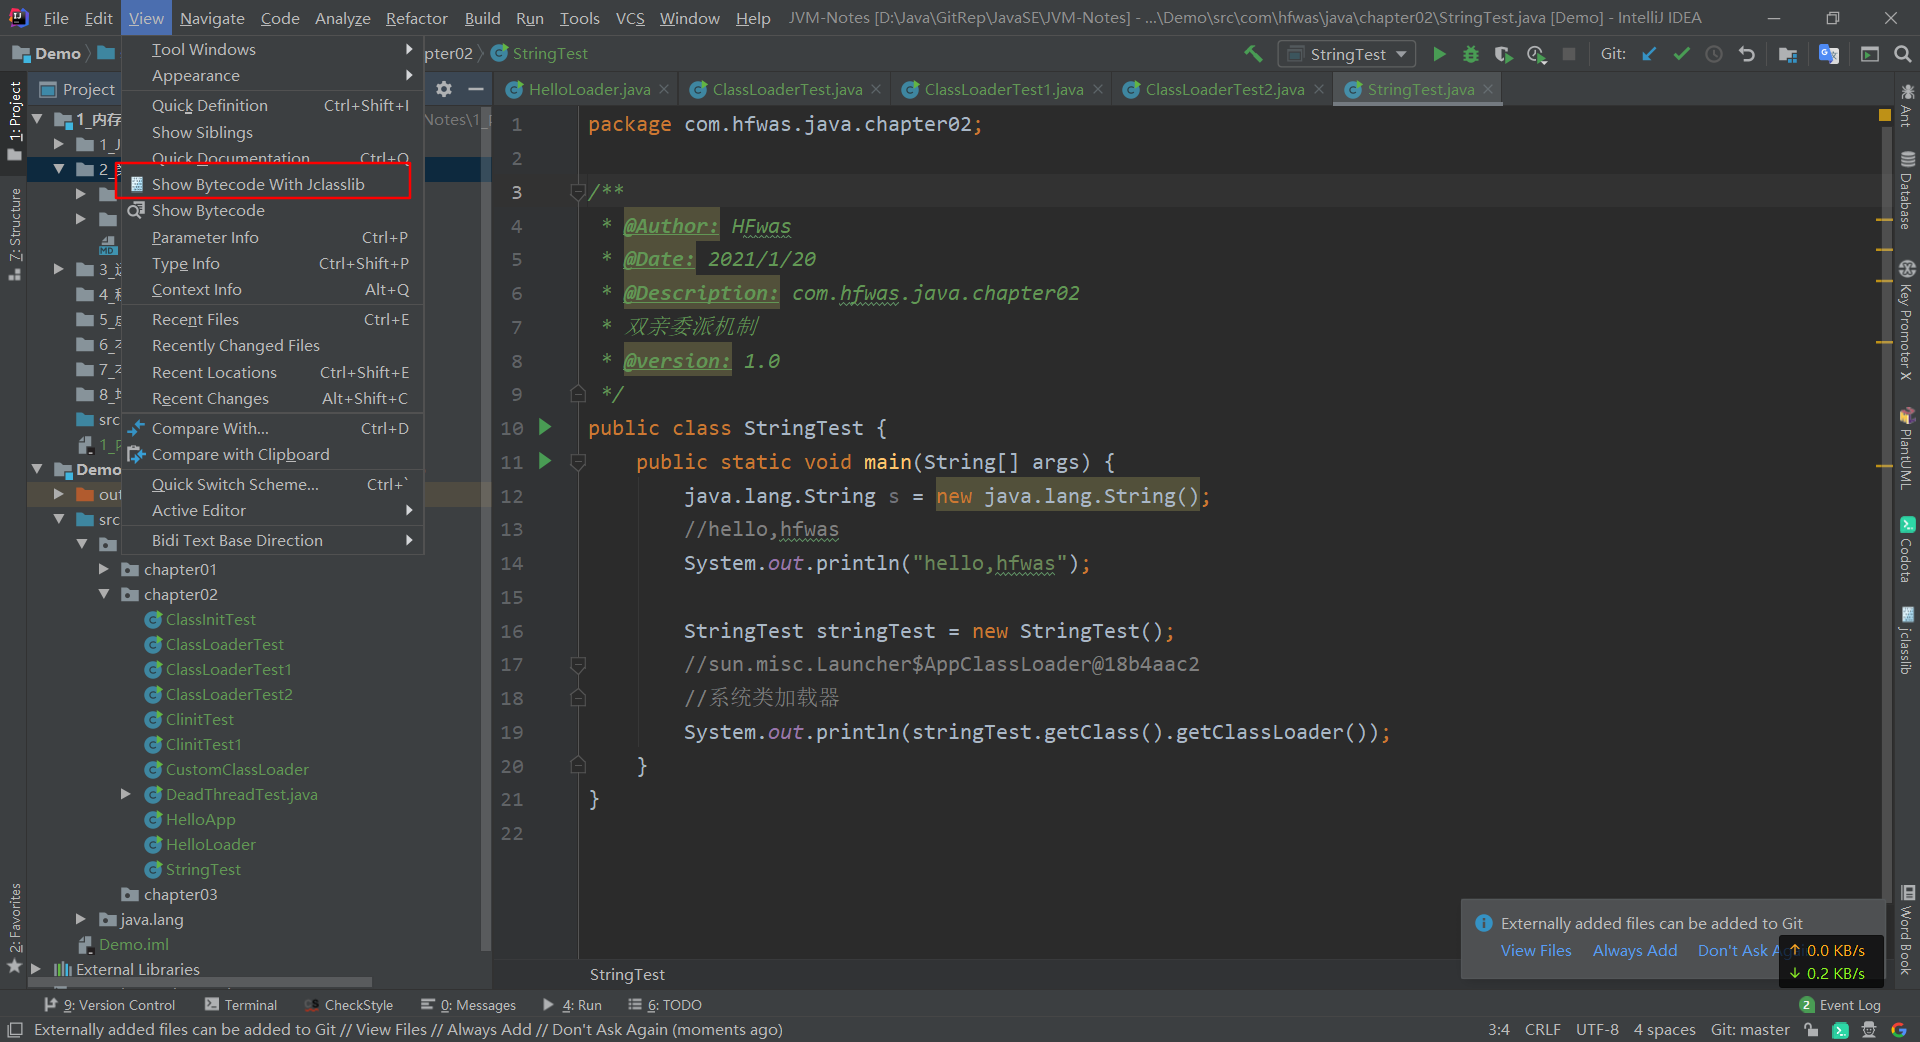 File Edit View Navigate Code Analyze Refactor Build Run Tools VCS Window Help JVM-Notes [D:\Java\GitRep\JavaSE\JVM-Notes] - ...\Demo\src\com\hfwas\java\chapter02\StringTest.java [Demo] - IntelliJ IDEA
Demo
pter02
StringTest
StringTest
Git:
Project
HelloLoader.java
ClassLoaderTest.java
ClassLoaderTest1.java
ClassLoaderTest2.java
StringTest.java
Tool Windows
Appearance
Quick Definition Ctrl+Shift+I
Show Siblings
Quick Documentation Ctrl+Q
Show Bytecode With Jclasslib
Show Bytecode
Parameter Info Ctrl+P
Type Info Ctrl+Shift+P
Context Info Alt+Q
Recent Files Ctrl+E
Recently Changed Files
Recent Locations Ctrl+Shift+E
Recent Changes Alt+Shift+C
Compare With... Ctrl+D
Compare with Clipboard
Quick Switch Scheme... Ctrl+`
Active Editor
Bidi Text Base Direction
1: Project
7: Structure
2: Favorites
1_内存
Notes\1_
1_J
2_
3_
4_
5_
6_
7_
8_
src
1_
Demo
out
src
chapter01
chapter02
ClassInitTest
ClassLoaderTest
ClassLoaderTest1
ClassLoaderTest2
ClinitTest
ClinitTest1
CustomClassLoader
DeadThreadTest.java
HelloApp
HelloLoader
StringTest
chapter03
java.lang
Demo.iml
External Libraries
1 package com.hfwas.java.chapter02;
2
3 /**
4 * @Author: HFwas
5 * @Date: 2021/1/20
6 * @Description: com.hfwas.java.chapter02
7 * 双亲委派机制
8 * @version: 1.0
9 */
10 public class StringTest {
11 public static void main(String[] args) {
12 java.lang.String s = new java.lang.String();
13 //hello,hfwas
14 System.out.println("hello,hfwas");
15
16 StringTest stringTest = new StringTest();
17 //sun.misc.Launcher$AppClassLoader@18b4aac2
18 //系统类加载器
19 System.out.println(stringTest.getClass().getClassLoader());
20 }
21 }
22
StringTest
Ant
Database
Key Promoter X
PlantUML
Codota
jclasslib
Word Book
Externally added files can be added to Git
View Files Always Add Don't Ask Ag
↑ 0.0 KB/s
↓ 0.2 KB/s
9: Version Control Terminal CheckStyle 0: Messages 4: Run 6: TODO
2 Event Log
Externally added files can be added to Git // View Files // Always Add // Don't Ask Again (moments ago)
3:4 CRLF UTF-8 4 spaces Git: master